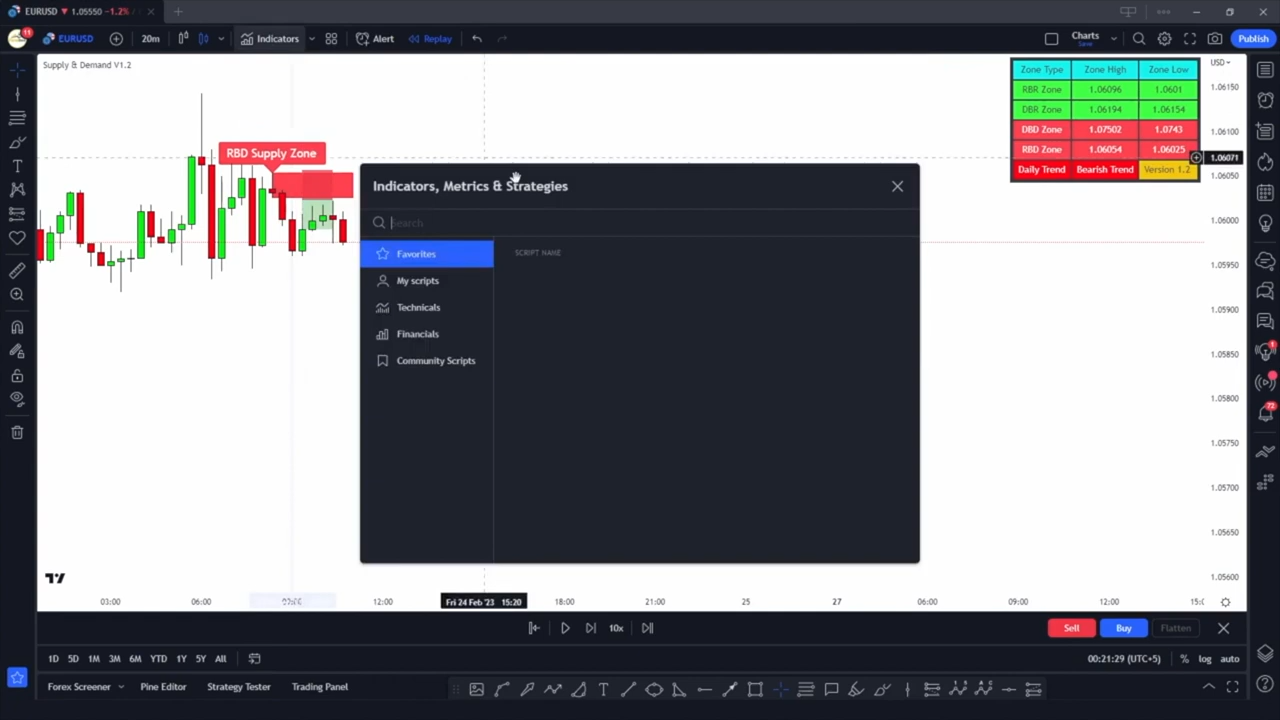 EURUSD ▼ 1.05550 -1.2% /
11
EURUSD
20m
Indicators
Alert
Replay
Charts
Save
Publish
Supply & Demand V1.2
USD
Zone Type Zone High Zone Low
RBR Zone 1.06096 1.0601
DBR Zone 1.06194 1.06154
DBD Zone 1.07502 1.0743
RBD Zone 1.06054 1.06025
Daily Trend Bearish Trend Version 1.2
RBD Supply Zone
Indicators, Metrics & Strategies
Search
Favorites
SCRIPT NAME
My scripts
Technicals
Financials
Community Scripts
1.06150
1.06100
1.06071
1.06050
1.06000
1.05950
1.05900
1.05850
1.05800
1.05750
1.05700
1.05650
1.05600
03:00 06:00 12:00 Fri 24 Feb '23 15:20 18:00 21:00 25 27 06:00 09:00 12:00 15:0
10x
Sell Buy Flatten
1D 5D 1M 3M 6M YTD 1Y 5Y All
00:21:29 (UTC+5) % log auto
Forex Screener Pine Editor Strategy Tester Trading Panel
1
72